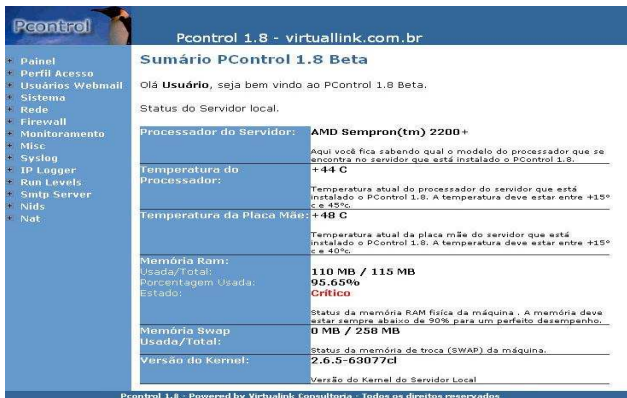 Pcontrol
Pcontrol 1.8 - virtuallink.com.br
Painel
Perfil Acesso
Usuários Webmail
Sistema
Rede
Firewall
Monitoramento
Misc
Syslog
IP Logger
Run Levels
Smtp Server
Nids
Nat
Sumário PControl 1.8 Beta
Olá Usuário, seja bem vindo ao PControl 1.8 Beta.
Status do Servidor local.
Processador do Servidor: AMD Sempron(tm) 2200+
Aqui você fica sabendo qual o modelo do processador que se
encontra no servidor que está instalado o PControl 1.8.
Temperatura do +44 C
Processador:
Temperatura atual do processador do servidor que está
instalado o PControl 1.8. A temperatura deve estar entre +15º
c e 45ºc.
Temperatura da Placa Mãe: +48 C
Temperatura atual da placa mãe do servidor que está
instalado o PControl 1.8. A temperatura deve estar entre +15º
c e 40ºc.
Memória Ram:
Usada/Total: 110 MB / 115 MB
Porcentagem Usada: 95.65%
Estado: Crítico
Status da memória RAM fisíca da máquina . A memória deve
estar sempre abaixo de 90% para um perfeito desempenho.
Memória Swap 0 MB / 258 MB
Usada/Total:
Status da memória de troca (SWAP) da máquina.
Versão do Kernel: 2.6.5-63077cl
Versão do Kernel do Servidor Local
Pcontrol 1.8 - Powered by Virtualink Consultoria - Todos os direitos reservados